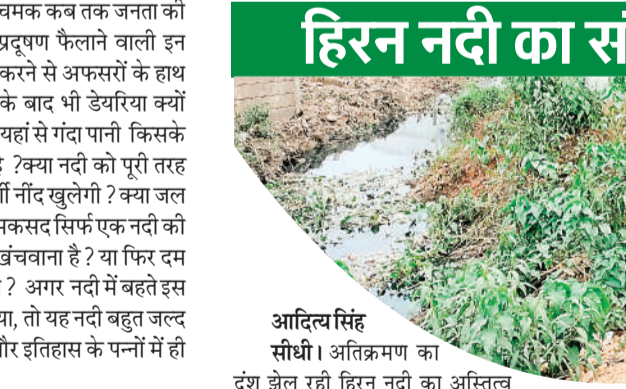 चमक कब तक जनता की
प्रदूषण फैलाने वाली इन
करने से अफसरों के हाथ
के बाद भी डेयरिया क्यों
यहां से गंदा पानी किसके
?क्या नदी को पूरी तरह
नींद खुलेगी ? क्या जल
मकसद सिर्फ एक नदी की
खंचवाना है ? या फिर दम
? अगर नदी में बहते इस
या, तो यह नदी बहुत जल्द
और इतिहास के पन्नों में ही
हिरन नदी का
आदित्य सिंह
सीधी। अतिक्रमण का
दंश झेल रही हिरन नदी का अस्तित्व